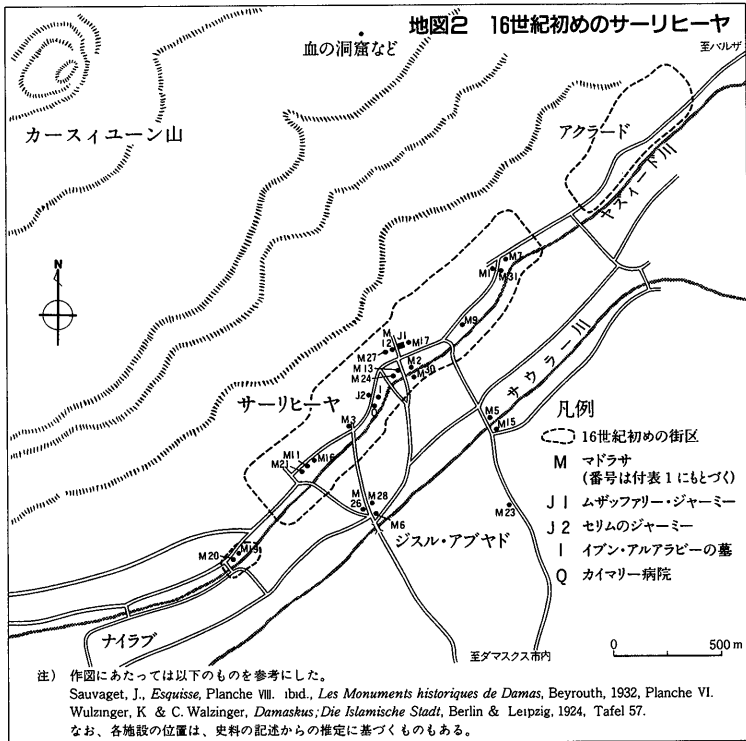 地図2 16世紀初めのサーリヒーヤ
至バルザ
血の洞窟など
カースィユーン山
アクラード
ヤズィード川
N
M7
M1
M31
M9
M
12
J1
M17
M27
M13
M2
M24
M30
J2
I
Q
サウラー川
サーリヒーヤ
M3
M5
M15
M11
M16
M21
M
26
M28
M6
M23
ジスル・アブヤド
M20
M19
ナイラブ
至ダマスクス市内
凡例
16世紀初めの街区
M マドラサ
(番号は付表1にもとづく)
J1 ムザッファリー・ジャーミー
J2 セリムのジャーミー
I イブン・アルアラビーの墓
Q カイマリー病院
0 500m
注) 作図にあたっては以下のものを参考にした。
Sauvaget, J., Esquisse, Planche VIII. ibid., Les Monuments historiques de Damas, Beyrouth, 1932, Planche VI.
Wulzinger, K & C. Walzinger, Damaskus; Die Islamische Stadt, Berlin & Leipzig, 1924, Tafel 57.
なお、各施設の位置は、史料の記述からの推定に基づくものもある。